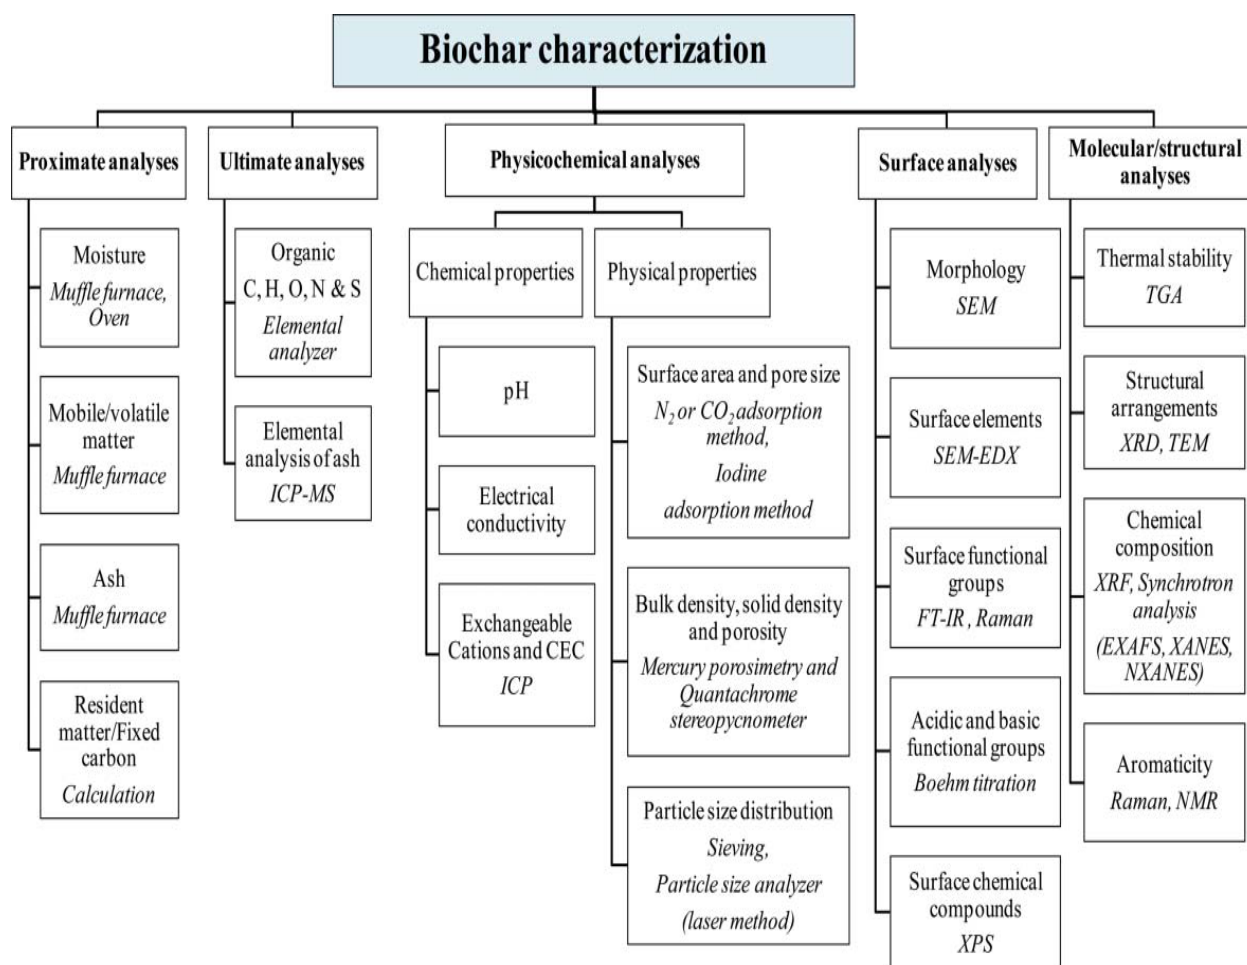 Biochar characterization
Proximate analyses
Moisture
Muffle furnace,
Oven
Mobile/volatile
matter
Muffle furnace
Ash
Muffle furnace
Resident
matter/Fixed
carbon
Calculation
Ultimate analyses
Organic
C, H, O, N & S
Elemental
analyzer
Elemental
analysis of ash
ICP-MS
Physicochemical analyses
Chemical properties
pH
Electrical
conductivity
Exchangeable
Cations and CEC
ICP
Physical properties
Surface area and pore size
N₂ or CO₂ adsorption
method,
Iodine
adsorption method
Bulk density, solid density
and porosity
Mercury porosimetry and
Quantachrome
stereopycnometer
Particle size distribution
Sieving,
Particle size analyzer
(laser method)
Surface analyses
Morphology
SEM
Surface elements
SEM-EDX
Surface functional
groups
FT-IR, Raman
Acidic and basic
functional groups
Boehm titration
Surface chemical
compounds
XPS
Molecular/structural
analyses
Thermal stability
TGA
Structural
arrangements
XRD, TEM
Chemical
composition
XRF, Synchrotron
analysis
(EXAFS, XANES,
NXANES)
Aromaticity
Raman, NMR